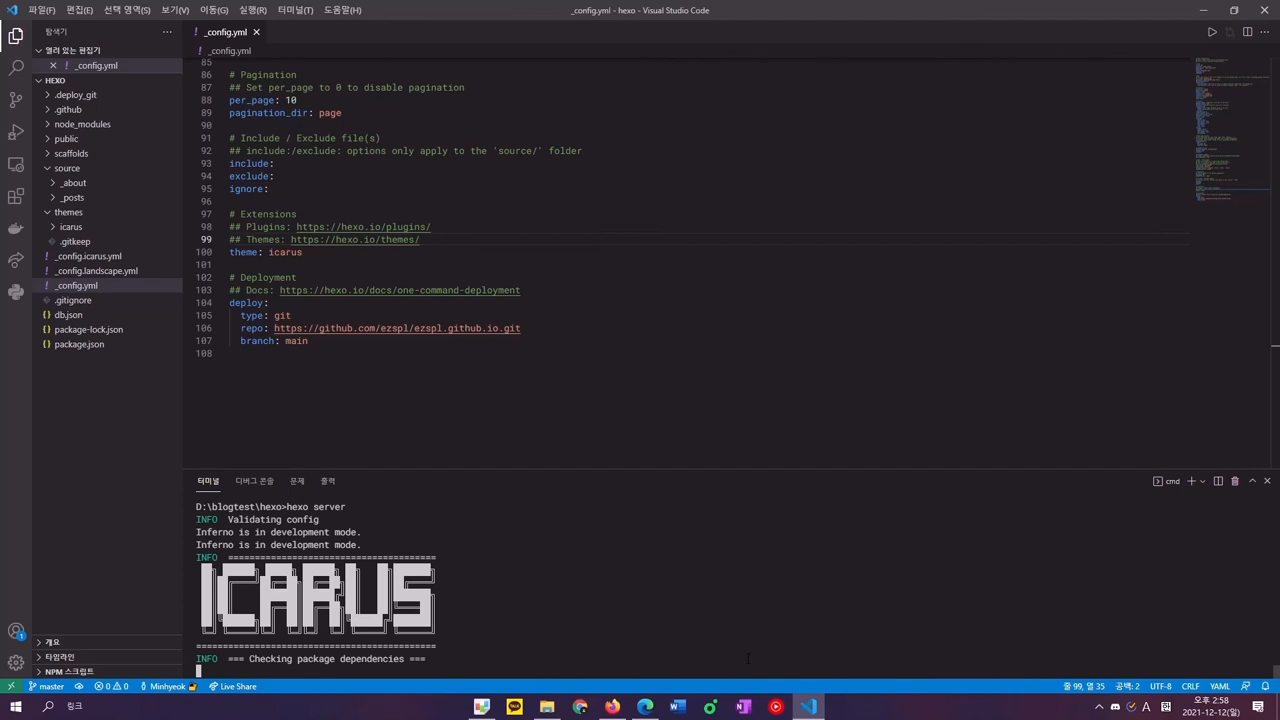 파일(F) 편집(E) 선택 영역(S) 보기(V) 이동(G) 실행(R) 터미널(T) 도움말(H)
_config.yml - hexo - Visual Studio Code
탐색기
열려 있는 편집기
! _config.yml
HEXO
.deploy_git
.github
node_modules
public
scaffolds
source
_about
_posts
themes
icarus
.gitkeep
! _config.icarus.yml
! _config.landscape.yml
! _config.yml
.gitignore
db.json
package-lock.json
package.json
개요
타임라인
NPM 스크립트
! _config.yml
! _config.yml
85
86 # Pagination
87 ## Set per_page to 0 to disable pagination
88 per_page: 10
89 pagination_dir: page
90
91 # Include / Exclude file(s)
92 ## include:/exclude: options only apply to the 'source/' folder
93 include:
94 exclude:
95 ignore:
96
97 # Extensions
98 ## Plugins: https://hexo.io/plugins/
99 ## Themes: https://hexo.io/themes/
100 theme: icarus
101
102 # Deployment
103 ## Docs: https://hexo.io/docs/one-command-deployment
104 deploy:
105 type: git
106 repo: https://github.com/ezspl/ezspl.github.io.git
107 branch: main
108
터미널 디버그 콘솔 문제 출력
cmd
D:\blogtest\hexo>hexo server
INFO Validating config
Inferno is in development mode.
Inferno is in development mode.
INFO =======================================
ICARUS
===========================================
INFO === Checking package dependencies ===
1
master 0 0 Minhyeok Live Share
줄 99, 열 35 공백: 2 UTF-8 CRLF YAML
링크
TALK
A 한
오후 2:58
2021-12-12(일)